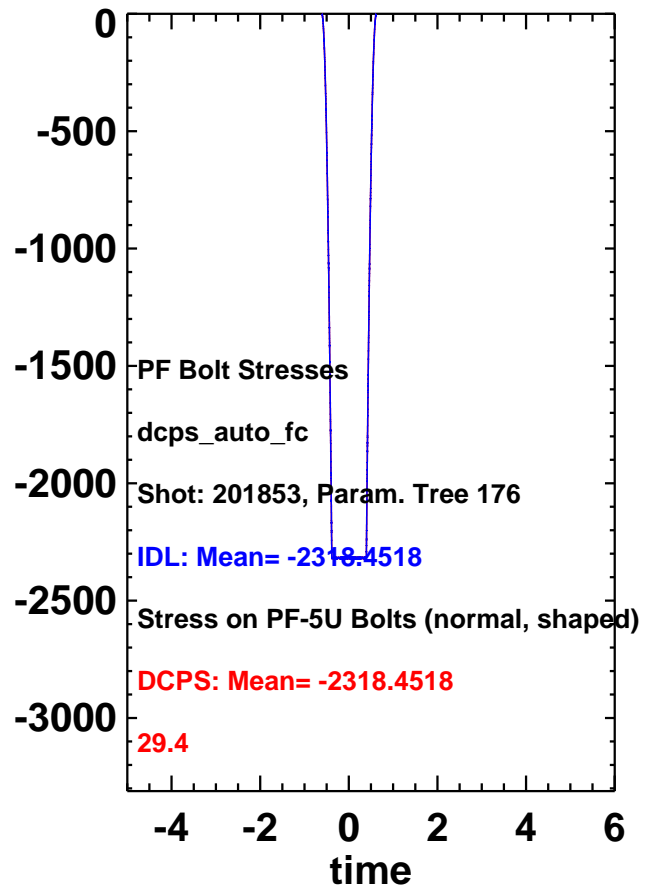 0
-500
-1000
-1500
PF Bolt Stresses
dcps_auto_fc
-2000
Shot: 201853, Param. Tree 176
IDL: Mean= -2318.4518
-2500
Stress on PF-5U Bolts (normal, shaped)
DCPS: Mean= -2318.4518
-3000
29.4
-4 -2 0 2 4 6
time